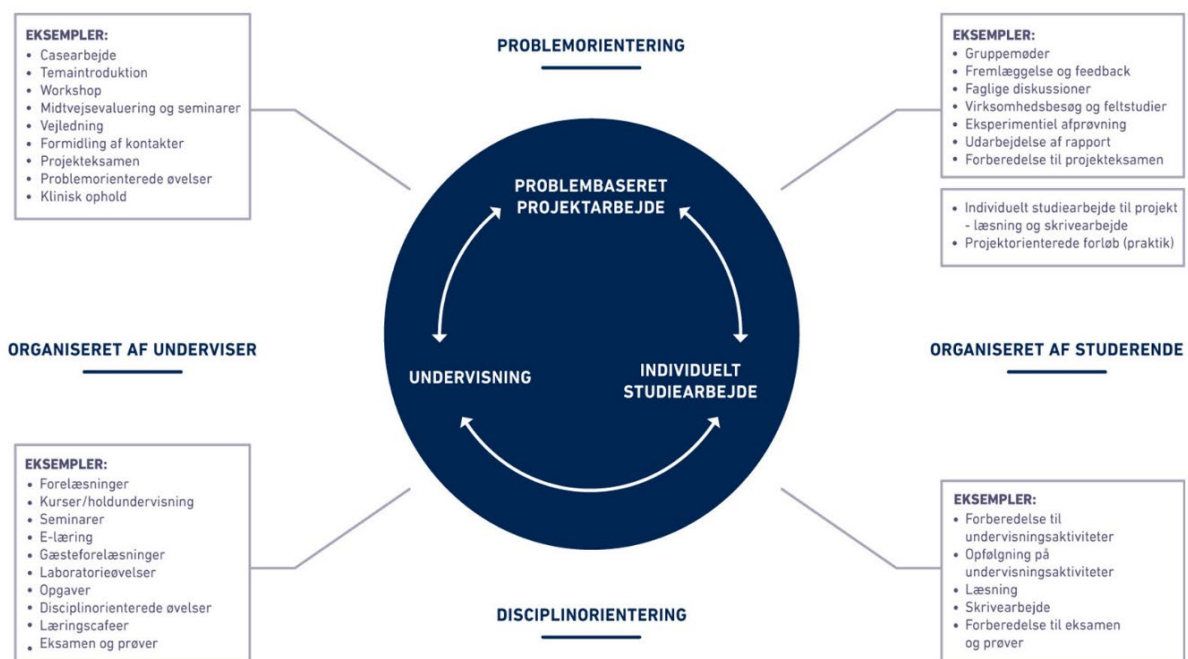 EKSEMPLER:
• Casearbejde
• Temaintroduktion
• Workshop
• Midtvejsevaluering og seminarer
• Vejledning
• Formidling af kontakter
• Projekteksamen
• Problemorienterede øvelser
• Klinisk ophold
PROBLEMORIENTERING
EKSEMPLER:
• Gruppemøder
• Fremlæggelse og feedback
• Faglige diskussioner
• Virksomhedsbesøg og feltstudier
• Eksperimentiel afprøvning
• Udarbejdelse af rapport
• Forberedelse til projekteksamen
• Individuelt studiearbejde til projekt
- læsning og skrivearbejde
• Projektorienterede forløb (praktik)
PROBLEMBASERET
PROJEKTARBEJDE
ORGANISERET AF UNDERVISER
UNDERVISNING
INDIVIDUELT
STUDIEARBEJDE
ORGANISERET AF STUDERENDE
EKSEMPLER:
• Forelæsninger
• Kurser/holdundervisning
• Seminarer
• E-læring
• Gæsteforelæsninger
• Laboratorieøvelser
• Opgaver
• Disciplinorienterede øvelser
• Læringscafeer
• Eksamen og prøver
DISCIPLINORIENTERING
EKSEMPLER:
• Forberedelse til
undervisningsaktiviteter
• Opfølgning på
undervisningsaktiviteter
• Læsning
• Skrivearbejde
• Forberedelse til eksamen
og prøver